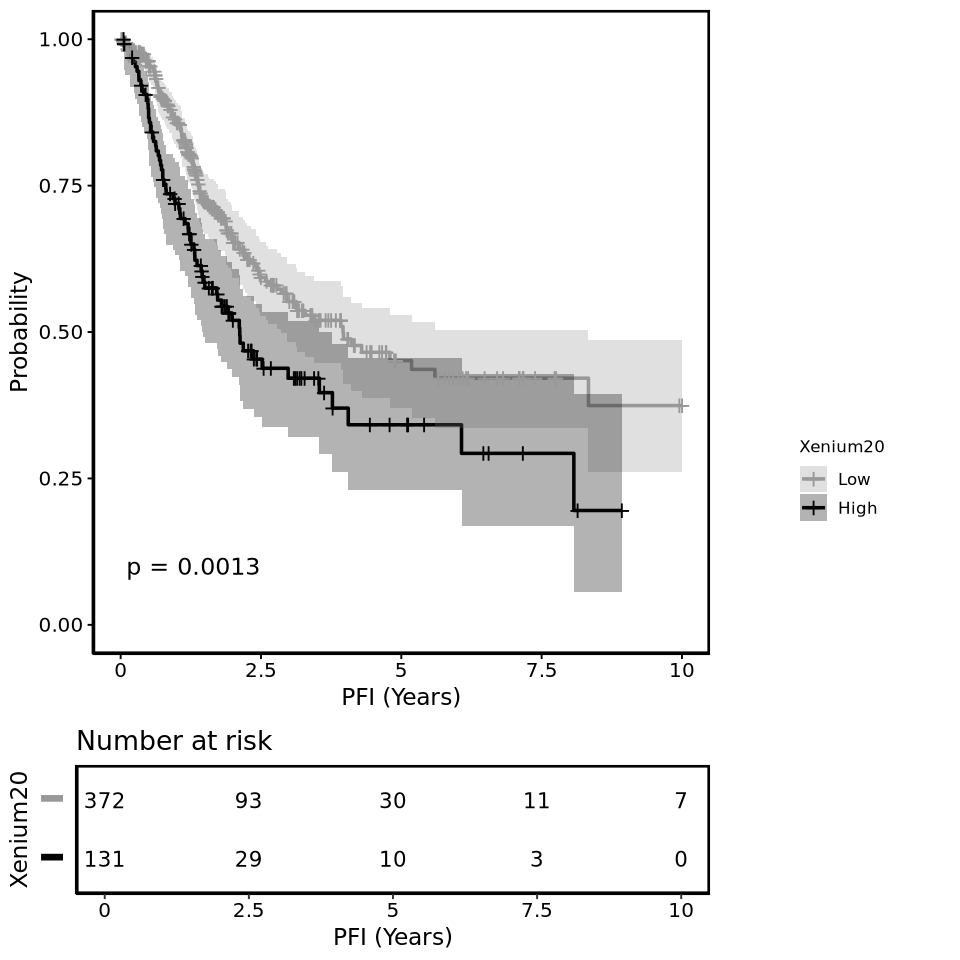 1.00
0.75
0.50
0.25
0.00
Probability
p = 0.0013
0 2.5 5 7.5 10
PFI (Years)
Xenium20
Low
High
Number at risk
Xenium20
372 93 30 11 7
131 29 10 3 0
0 2.5 5 7.5 10
PFI (Years)